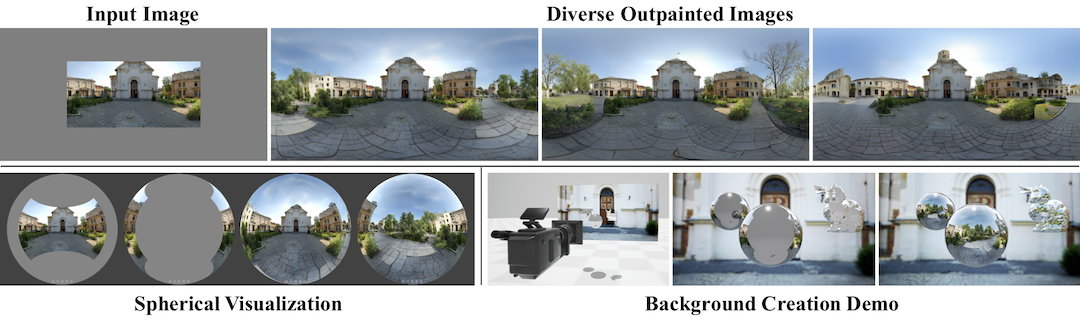 Input Image
Diverse Outpainted Images
Spherical Visualization
Background Creation Demo